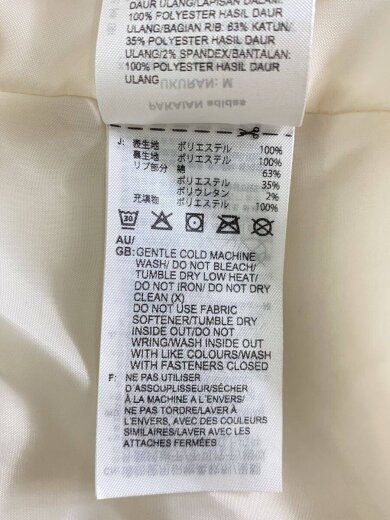 DAUR ULANG/LAPISAN DALAM:
100% POLYESTER HASIL DAUR
ULANG/BAGIAN RIB: 63% KATUN/
35% POLYESTER HASIL DAUR
ULANG/2% SPANDEX/BANTALAN:
100% POLYESTER HASIL DAUR
ULANG
UKURAN: M
PAKAIAN adidas
J: 表生地 ポリエステル 100%
裏生地 ポリエステル 100%
リブ部分 綿 63%
ポリエステル 35%
ポリウレタン 2%
充填物 ポリエステル 100%
30
AU/
GB: GENTLE COLD MACHINE
WASH/ DO NOT BLEACH/
TUMBLE DRY LOW HEAT/
DO NOT IRON/ DO NOT DRY
CLEAN (X)
DO NOT USE FABRIC
SOFTENER/TUMBLE DRY
INSIDE OUT/DO NOT
WRING/WASH INSIDE OUT
WITH LIKE COLOURS/WASH
WITH FASTENERS CLOSED
F: NE PAS UTILISER
D'ASSOUPLISSEUR/SÉCHER
À LA MACHINE A L'ENVERS/
NE PAS TORDRE/LAVER À
L'ENVERS, AVEC DES COULEURS
SIMILAIRES/LAVER AVEC LES
ATTACHES FERMÉES